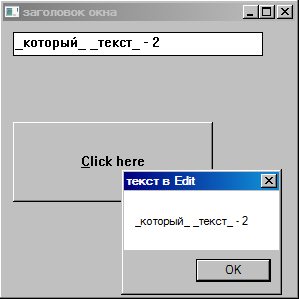 заголовок окна
_который_ _текст_ - 2
Click here
текст в Edit
_который_ _текст_ - 2
OK